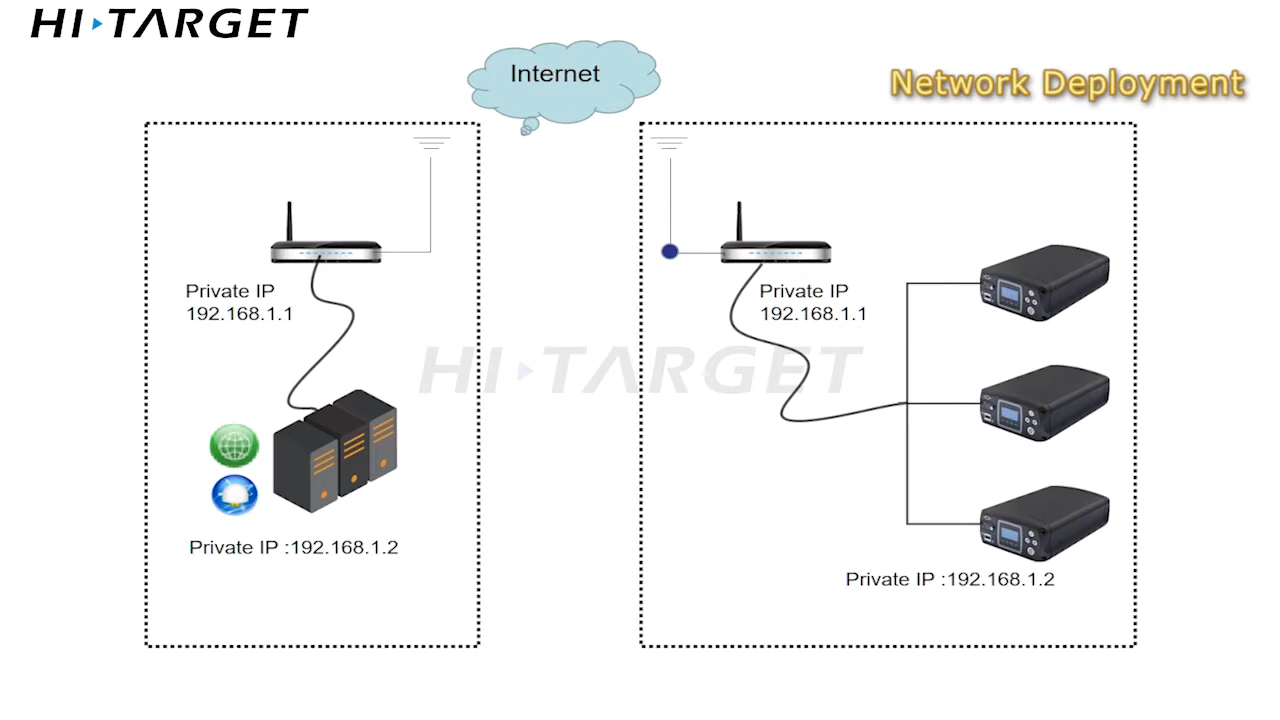 HI-TARGET
Internet
Network Deployment
Private IP
192.168.1.1
Private IP
192.168.1.1
HI-TARGET
Private IP :192.168.1.2
Private IP :192.168.1.2